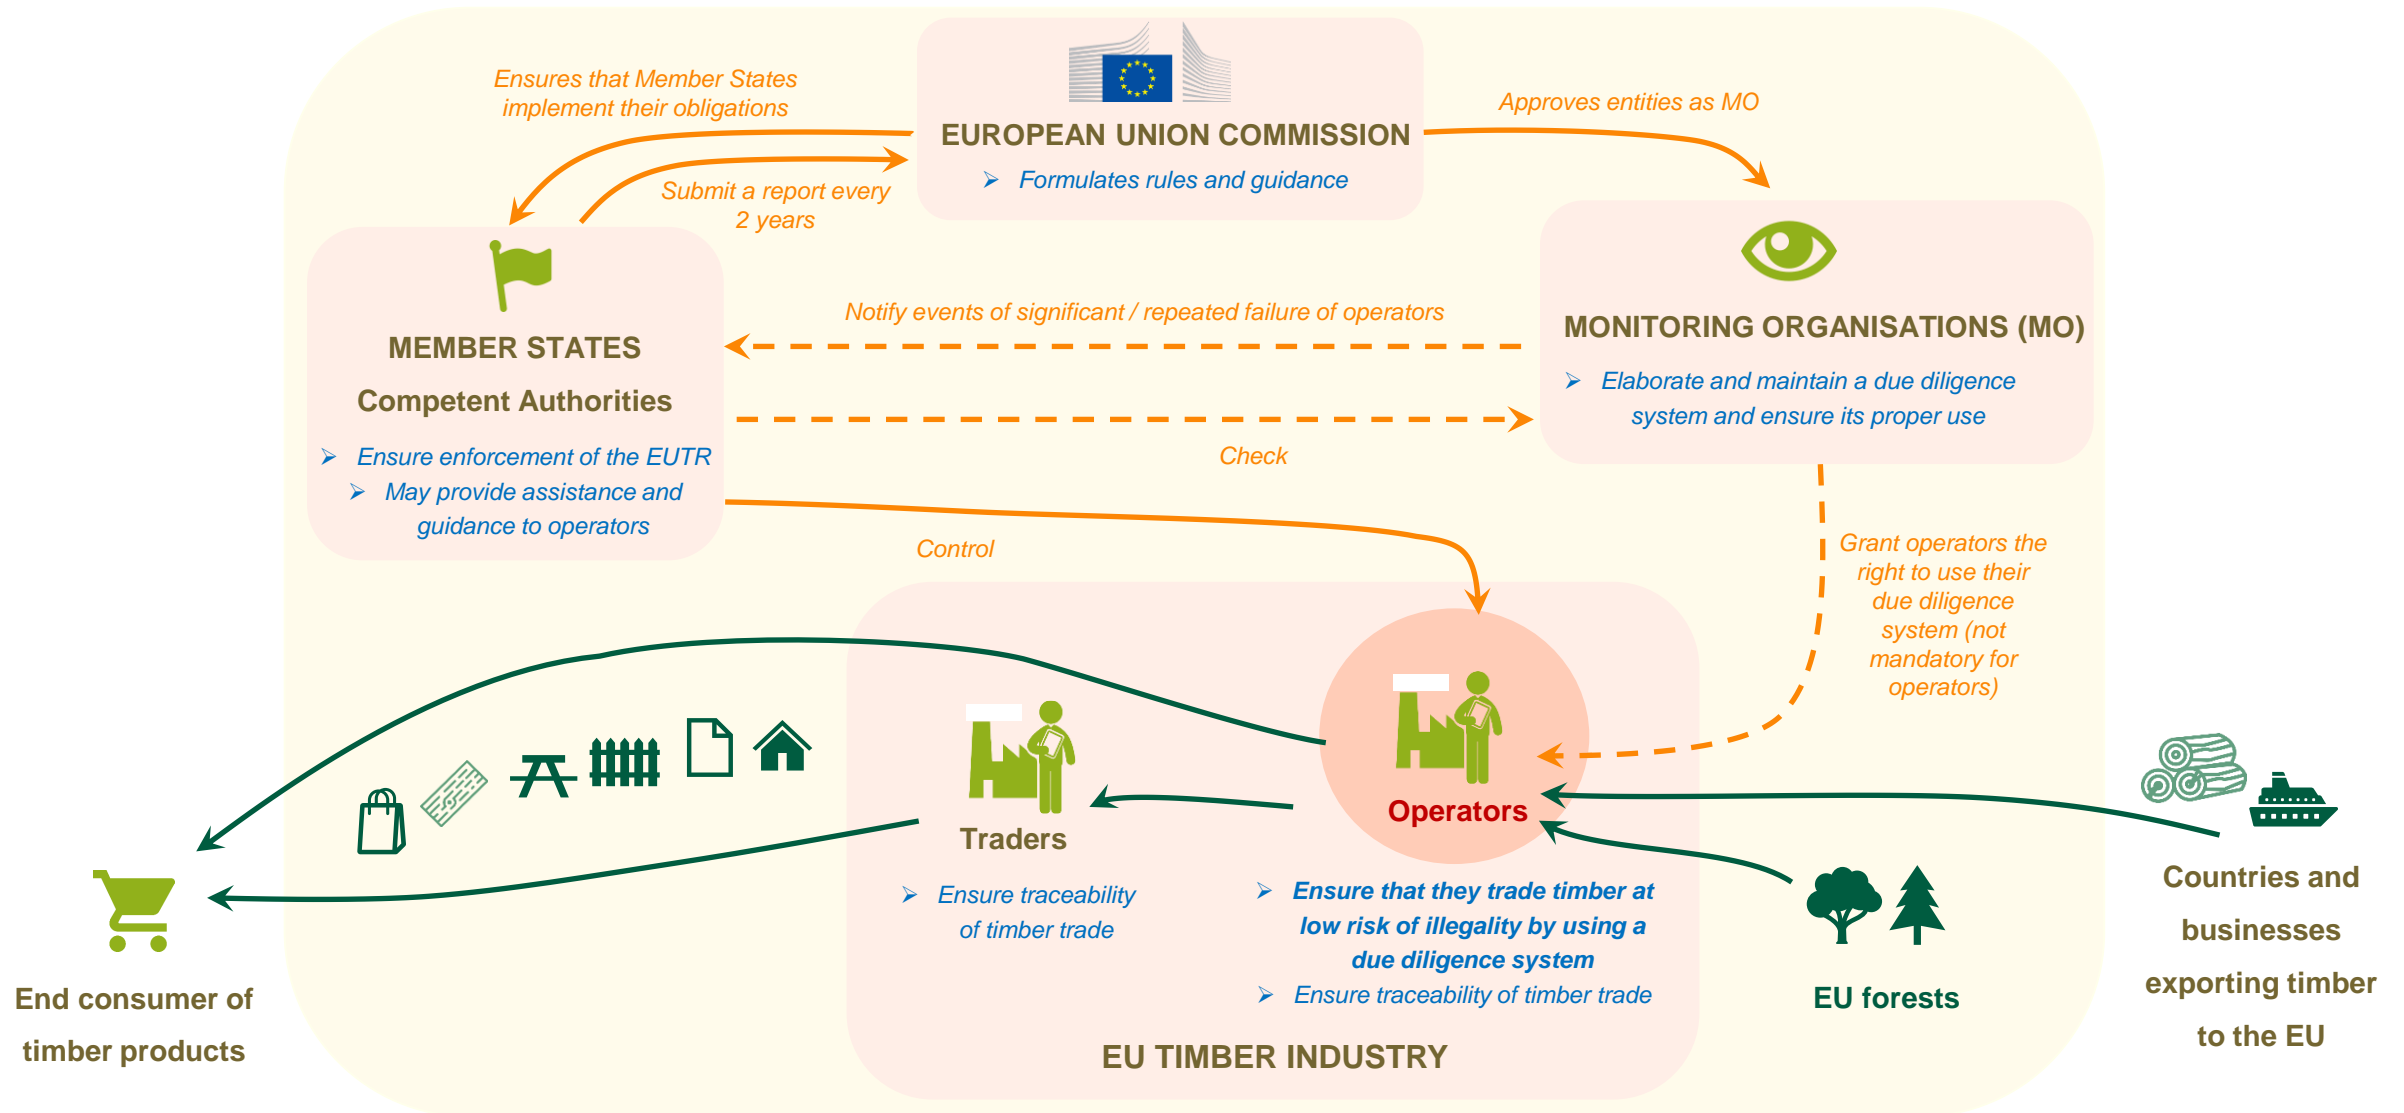 Ensures that Member States
implement their obligations
EUROPEAN UNION COMMISSION
➢ Formulates rules and guidance
Approves entities as MO
Submit a report every
2 years
MEMBER STATES
Competent Authorities
➢ Ensure enforcement of the EUTR
➢ May provide assistance and
guidance to operators
Notify events of significant / repeated failure of operators
Check
Control
MONITORING ORGANISATIONS (MO)
➢ Elaborate and maintain a due diligence
system and ensure its proper use
Grant operators the
right to use their
due diligence
system (not
mandatory for
operators)
Traders
➢ Ensure traceability
of timber trade
Operators
➢ Ensure that they trade timber at
low risk of illegality by using a
due diligence system
➢ Ensure traceability of timber trade
EU TIMBER INDUSTRY
EU forests
Countries and
businesses
exporting timber
to the EU
End consumer of
timber products